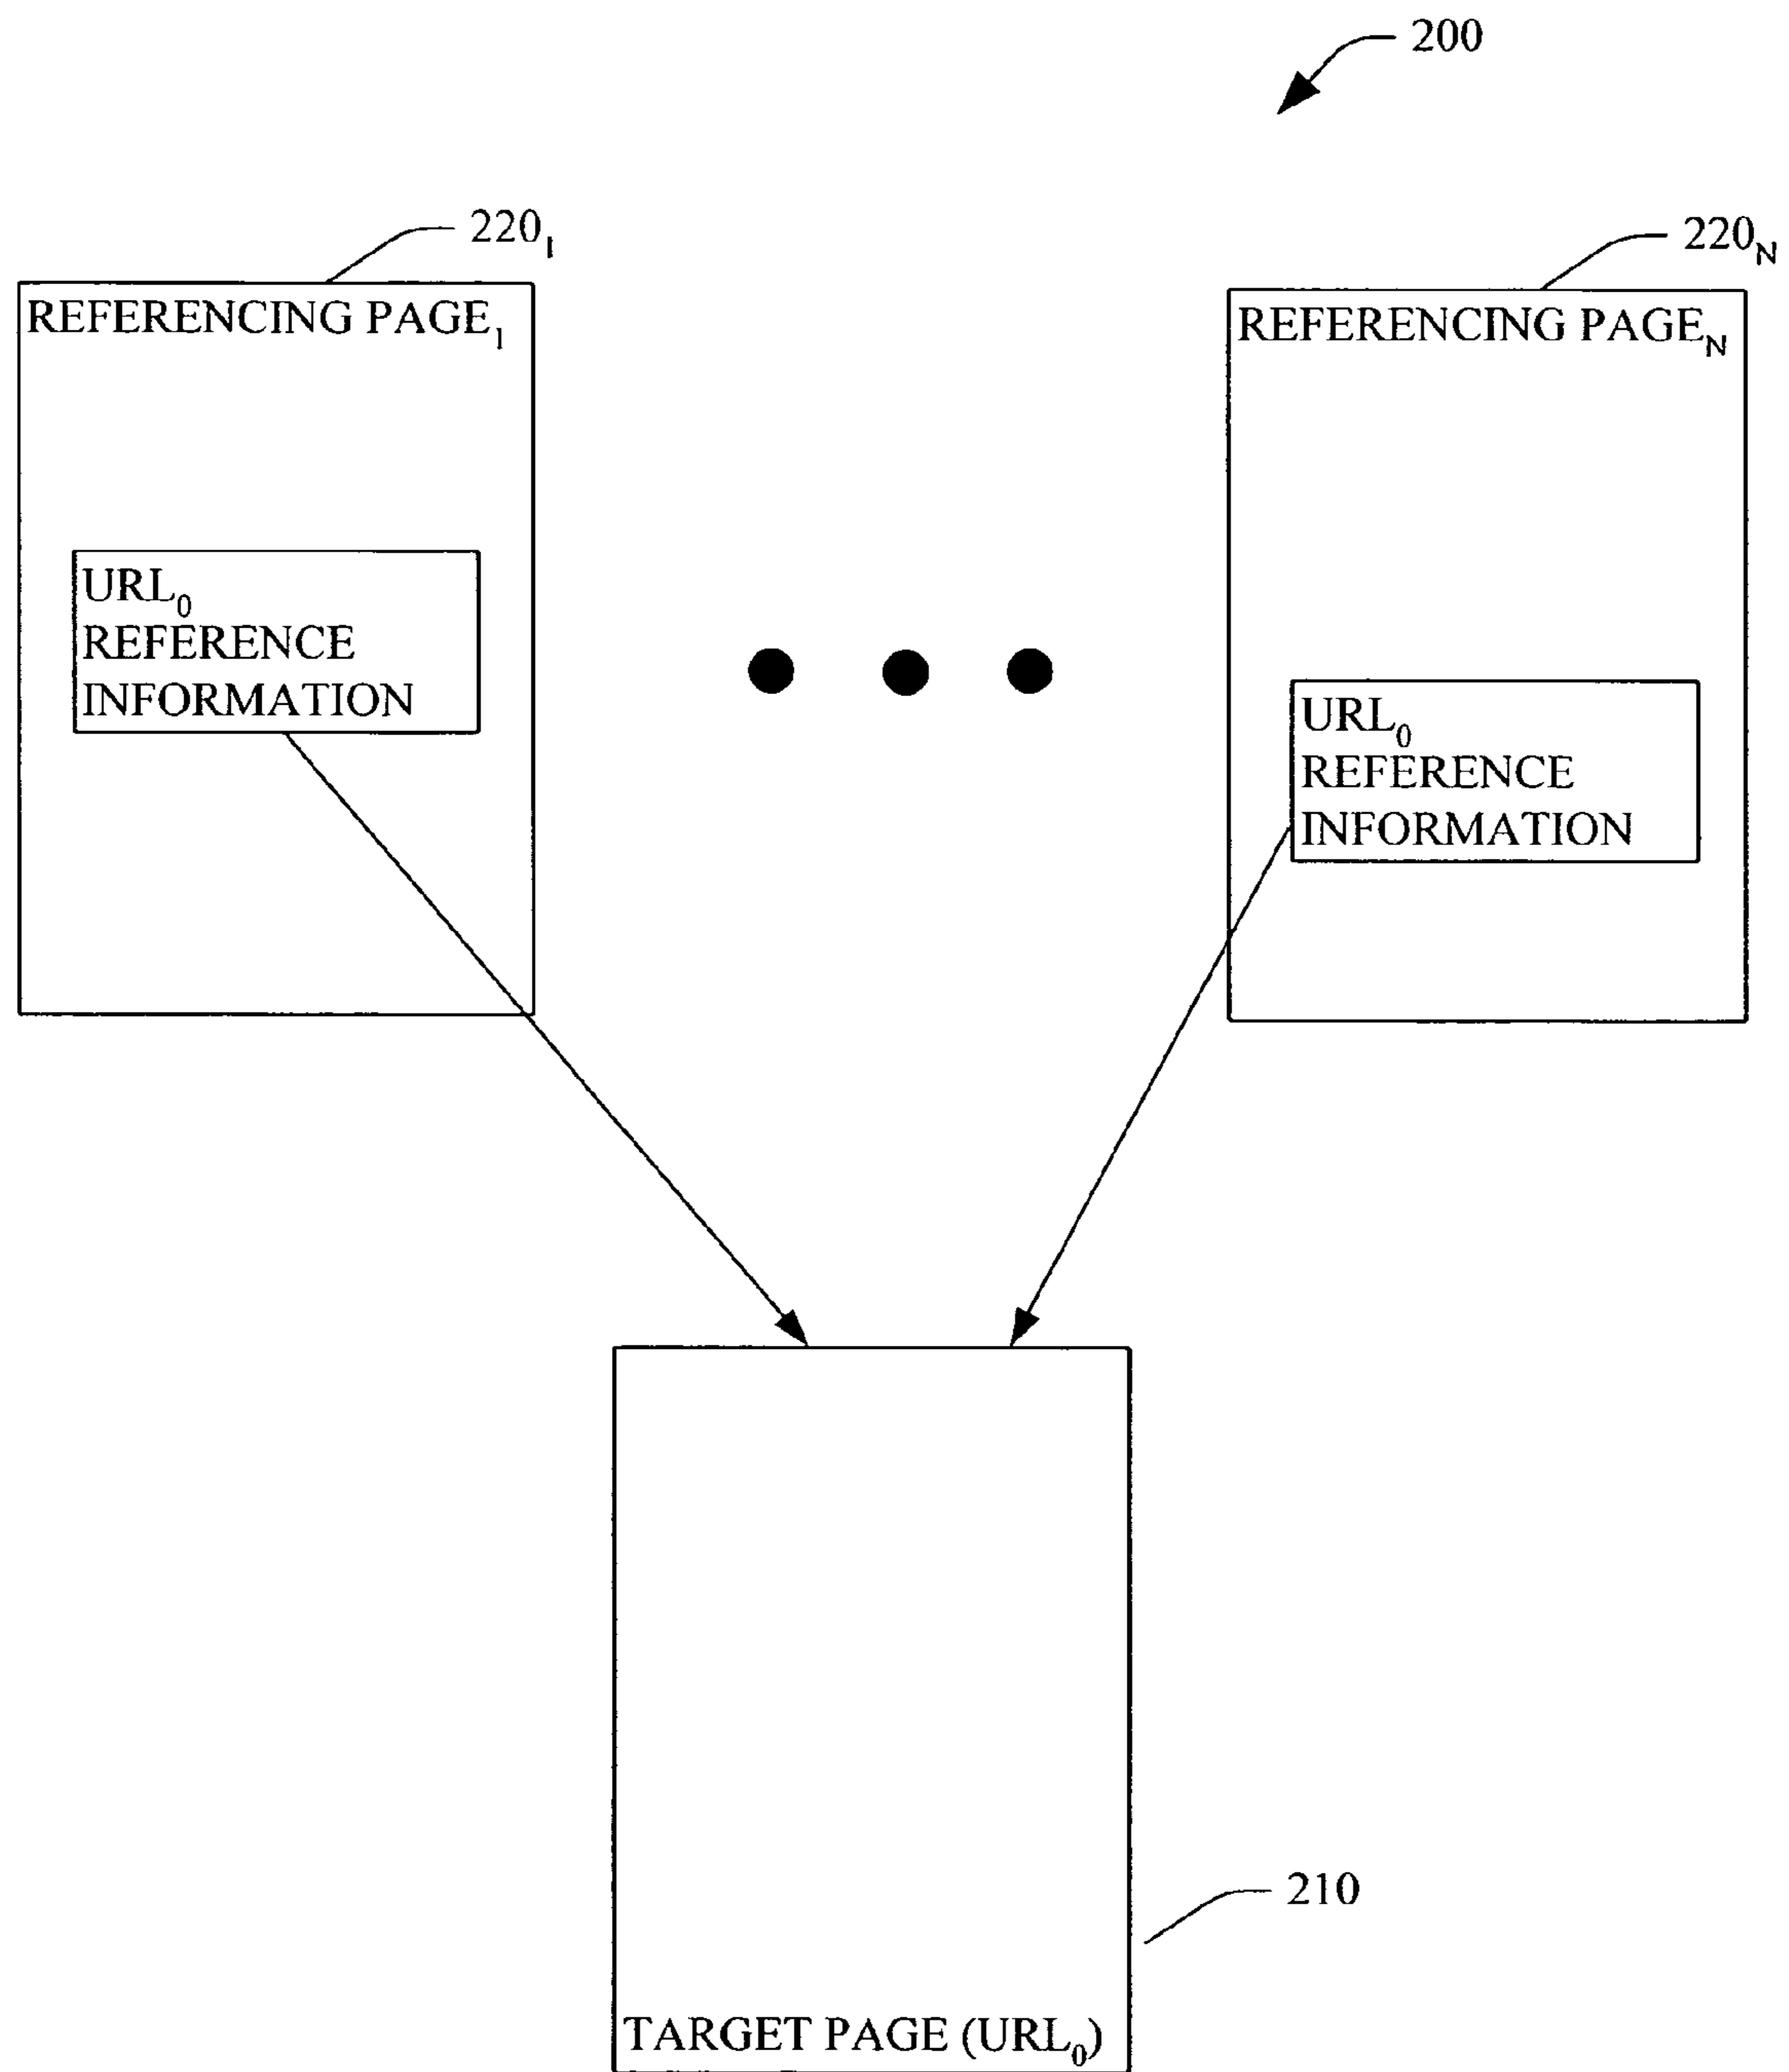 200
220₁
220ₙ
REFERENCING PAGE₁
REFERENCING PAGEₙ
URL₀
REFERENCE
INFORMATION
URL₀
REFERENCE
INFORMATION
210
TARGET PAGE (URL₀)